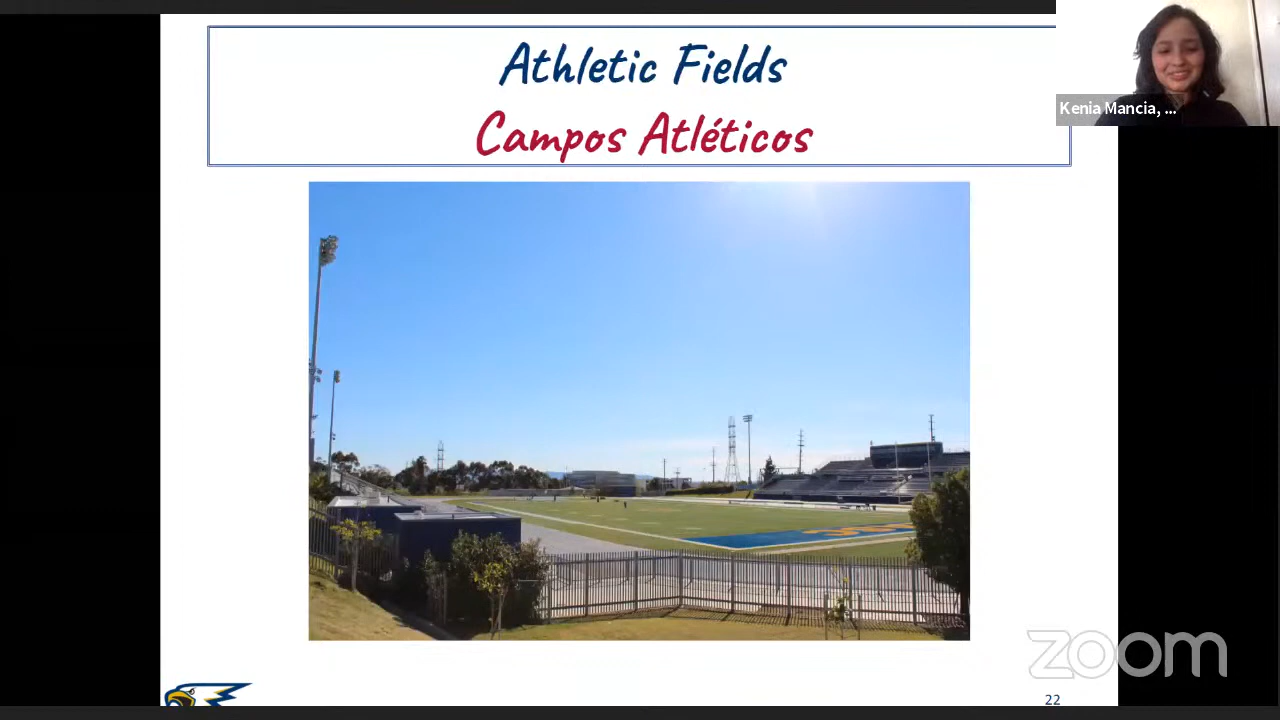 Athletic Fields
Campos Atléticos
Kenia Mancia, ...
zoom
22